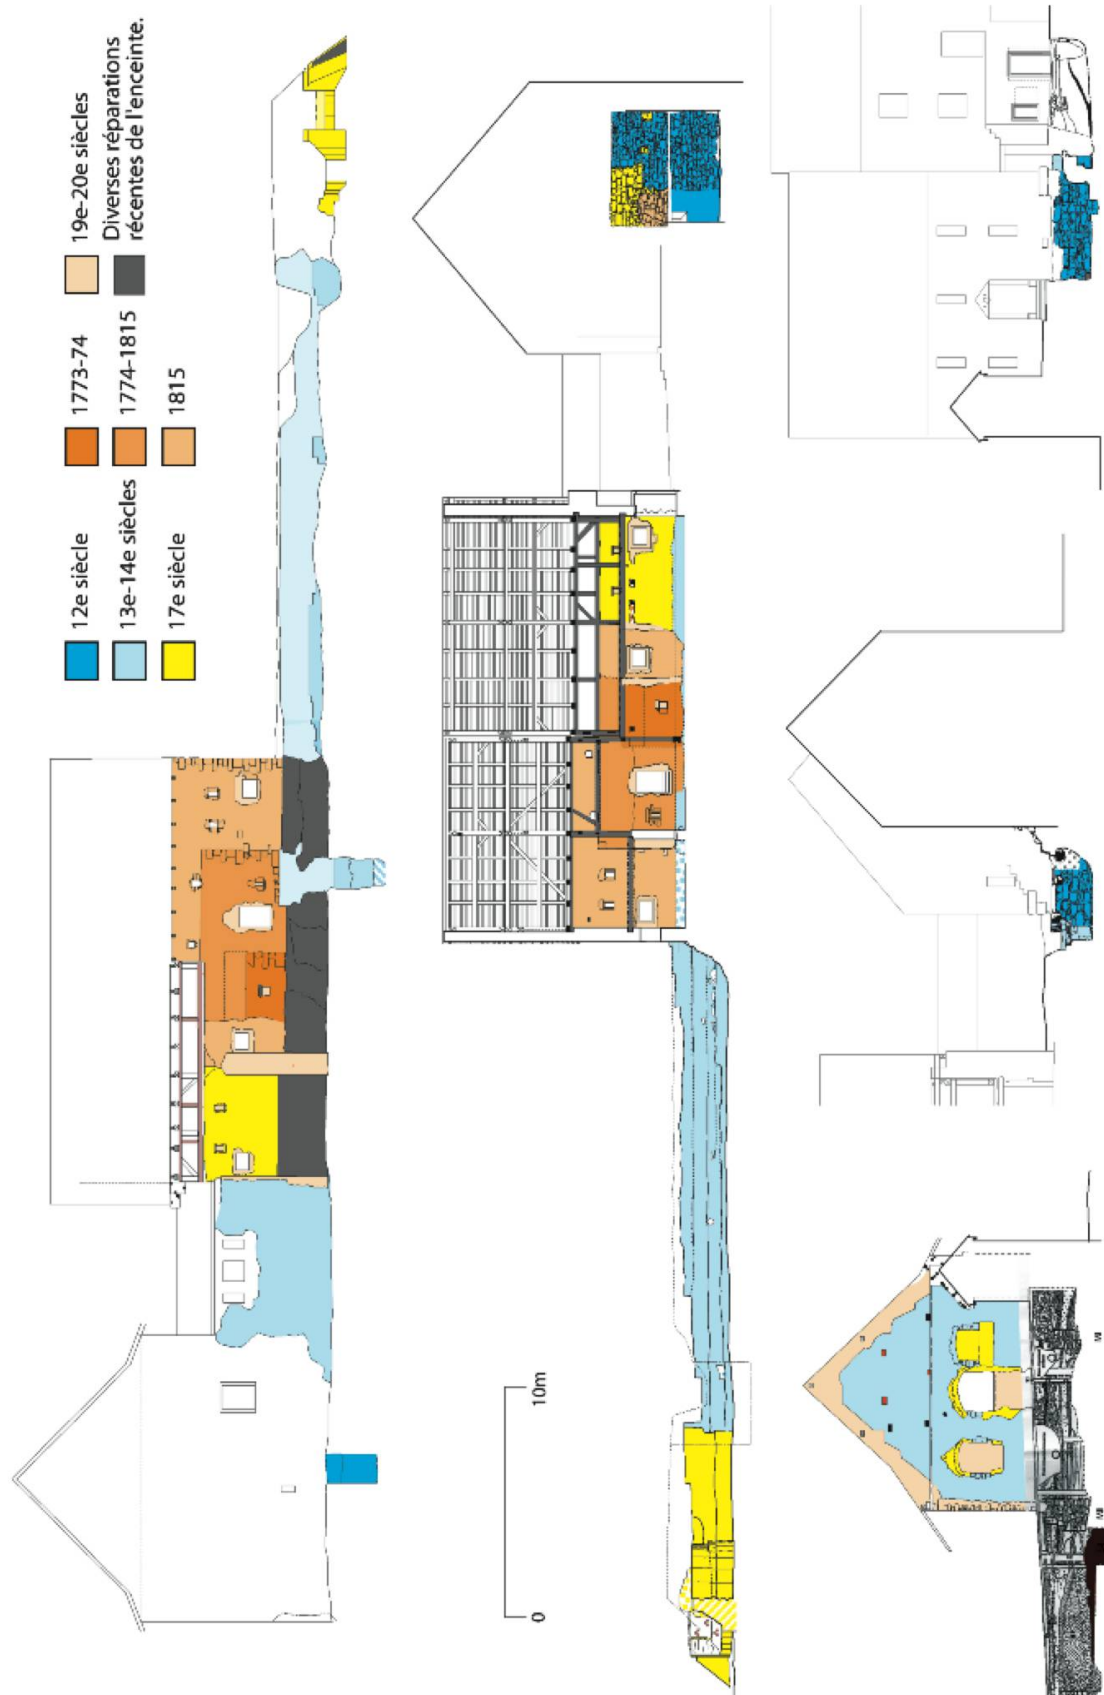 12e siècle
13e-14e siècles
17e siècle
1773-74
1774-1815
1815
19e-20e siècles
Diverses réparations
récentes de l'enceinte.
0
10m